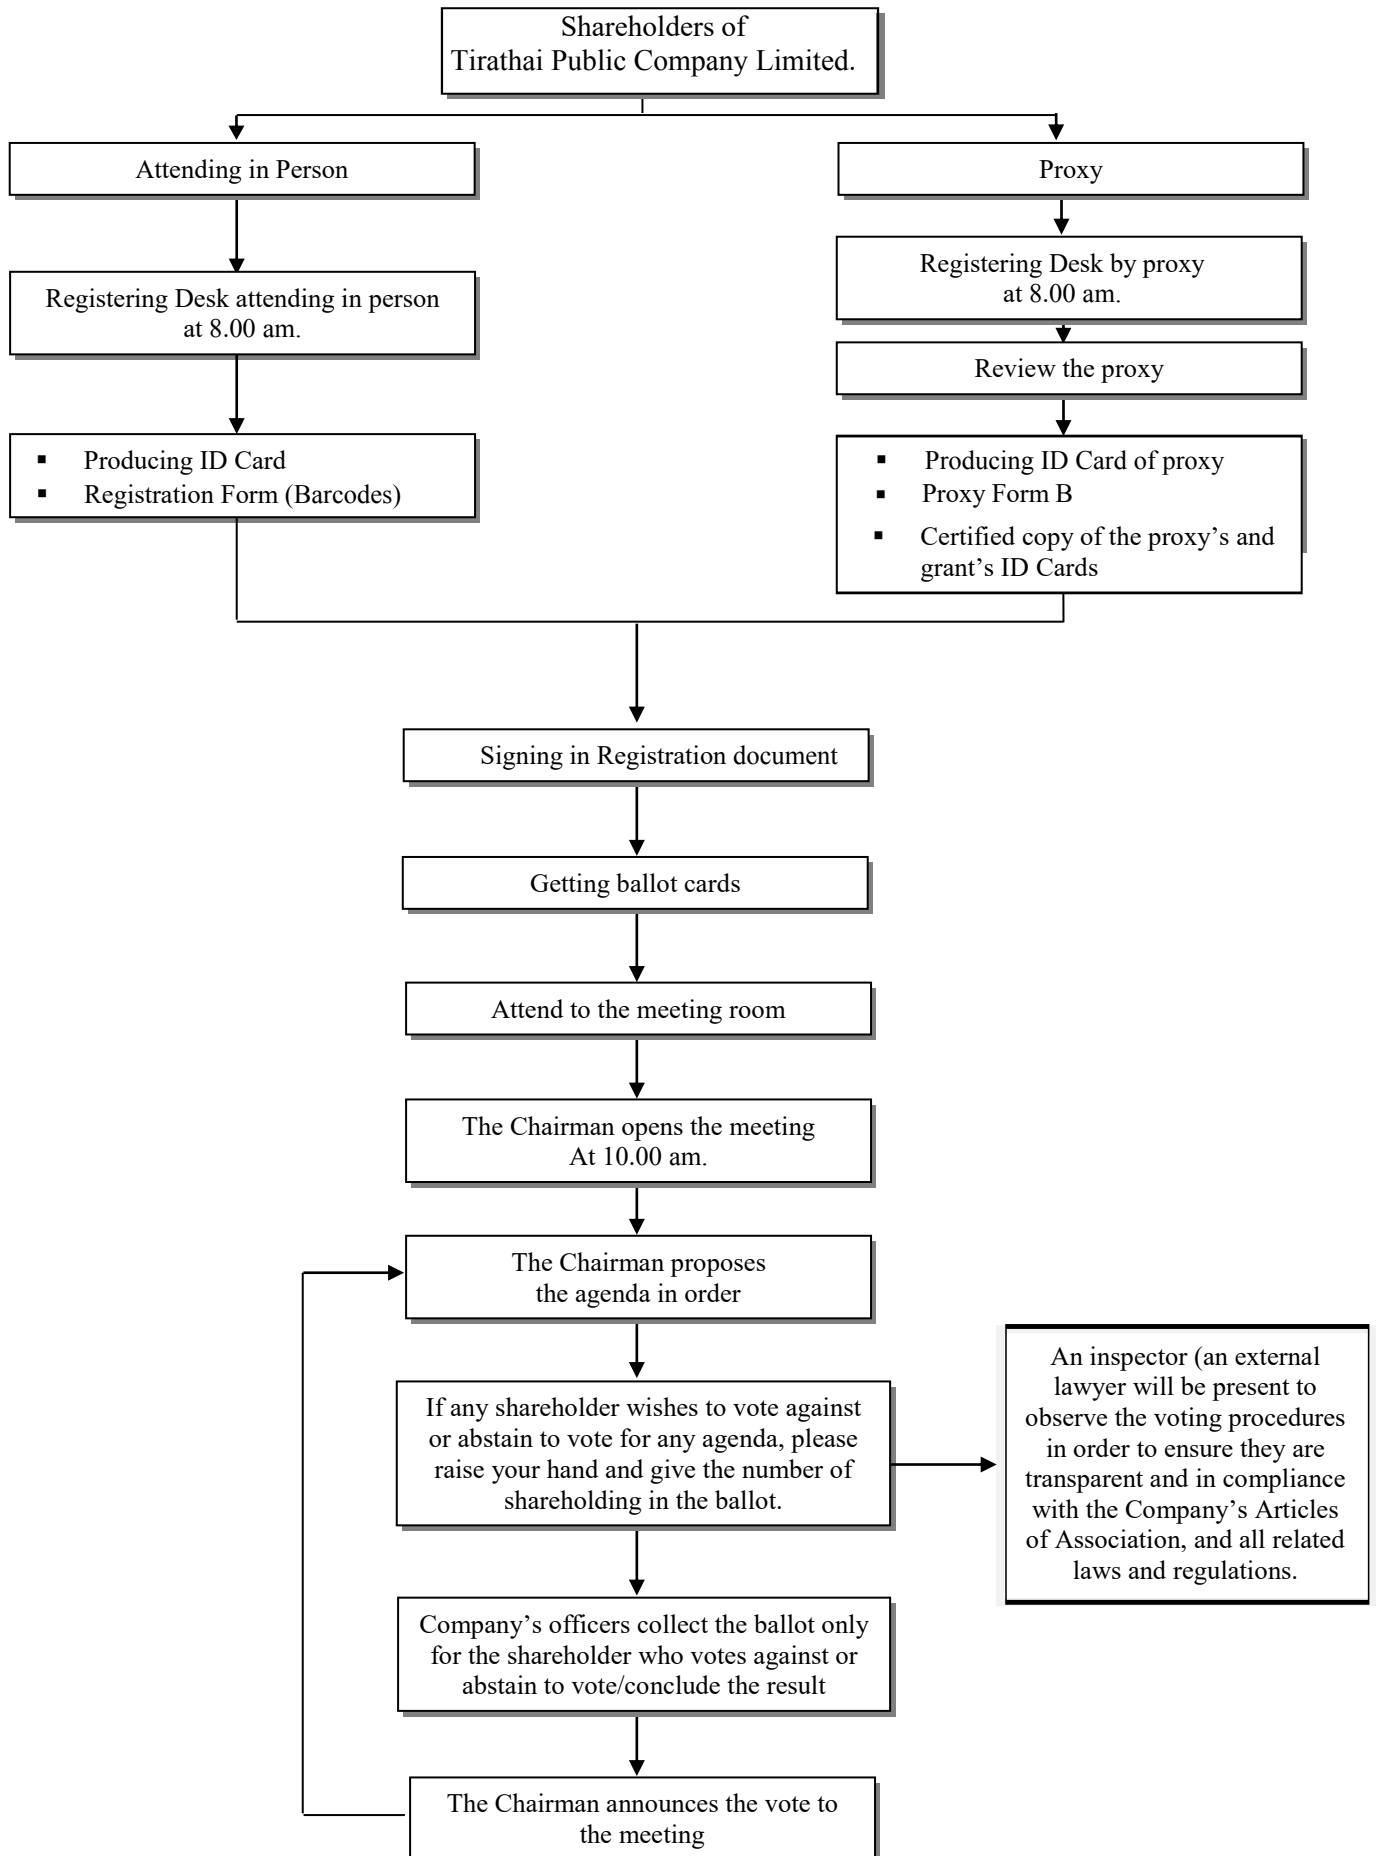 Shareholders of
Tirathai Public Company Limited.
Attending in Person
Proxy
Registering Desk attending in person
at 8.00 am.
Registering Desk by proxy
at 8.00 am.
Review the proxy
▪ Producing ID Card
▪ Registration Form (Barcodes)
▪ Producing ID Card of proxy
▪ Proxy Form B
▪ Certified copy of the proxy’s and
grant’s ID Cards
Signing in Registration document
Getting ballot cards
Attend to the meeting room
The Chairman opens the meeting
At 10.00 am.
The Chairman proposes
the agenda in order
If any shareholder wishes to vote against
or abstain to vote for any agenda, please
raise your hand and give the number of
shareholding in the ballot.
An inspector (an external
lawyer will be present to
observe the voting procedures
in order to ensure they are
transparent and in compliance
with the Company’s Articles
of Association, and all related
laws and regulations.
Company’s officers collect the ballot only
for the shareholder who votes against or
abstain to vote/conclude the result
The Chairman announces the vote to
the meeting